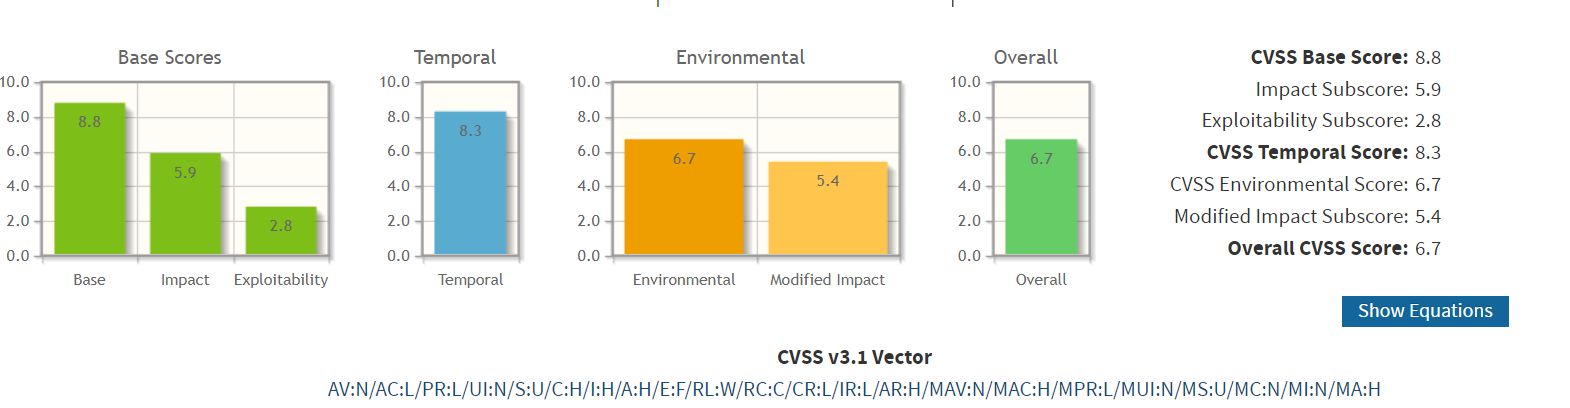 Base Scores
10.0
8.0
6.0
4.0
2.0
0.0
8.8
5.9
2.8
Base Impact Exploitability
Temporal
10.0
8.0
6.0
4.0
2.0
0.0
8.3
Temporal
Environmental
10.0
8.0
6.0
4.0
2.0
0.0
6.7
5.4
Environmental Modified Impact
Overall
10.0
8.0
6.0
4.0
2.0
0.0
6.7
Overall
CVSS Base Score: 8.8
Impact Subscore: 5.9
Exploitability Subscore: 2.8
CVSS Temporal Score: 8.3
CVSS Environmental Score: 6.7
Modified Impact Subscore: 5.4
Overall CVSS Score: 6.7
Show Equations
CVSS v3.1 Vector
AV:N/AC:L/PR:L/UI:N/S:U/C:H/I:H/A:H/E:F/RL:W/RC:C/CR:L/IR:L/AR:H/MAV:N/MAC:H/MPR:L/MUI:N/MS:U/MC:N/MI:N/MA:H